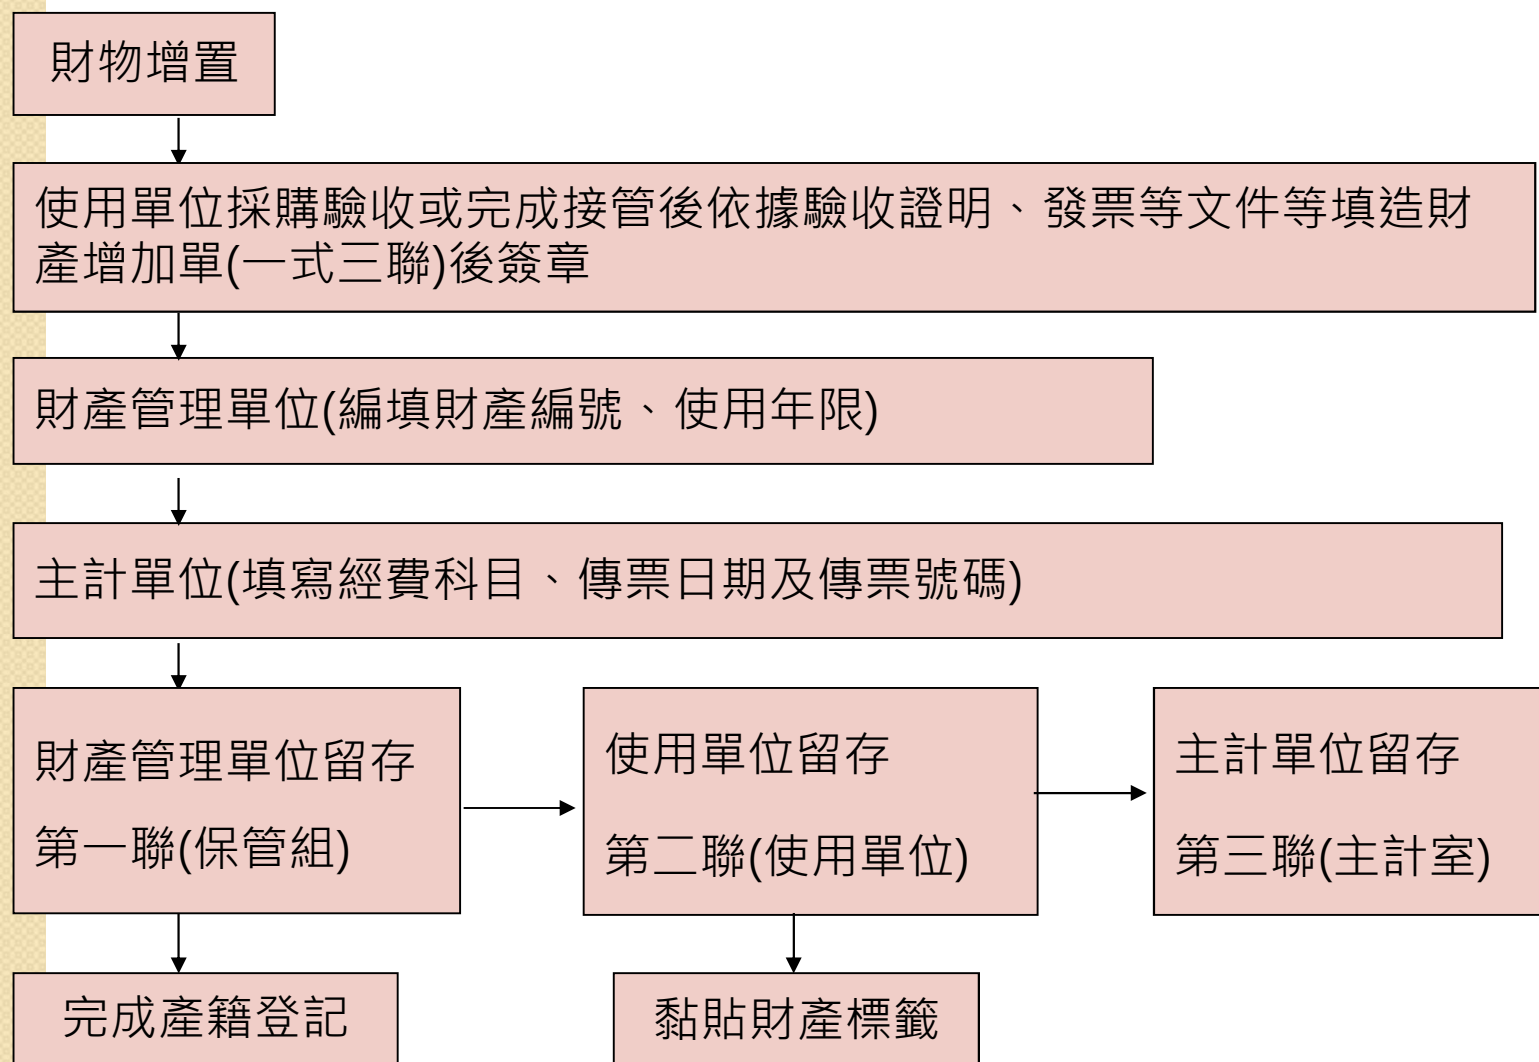 財物增置
使用單位採購驗收或完成接管後依據驗收證明、發票等文件等填造財
產增加單(一式三聯)後簽章
財產管理單位(編填財產編號、使用年限)
主計單位(填寫經費科目、傳票日期及傳票號碼)
財產管理單位留存
第一聯(保管組)
使用單位留存
第二聯(使用單位)
主計單位留存
第三聯(主計室)
完成產籍登記
黏貼財產標籤